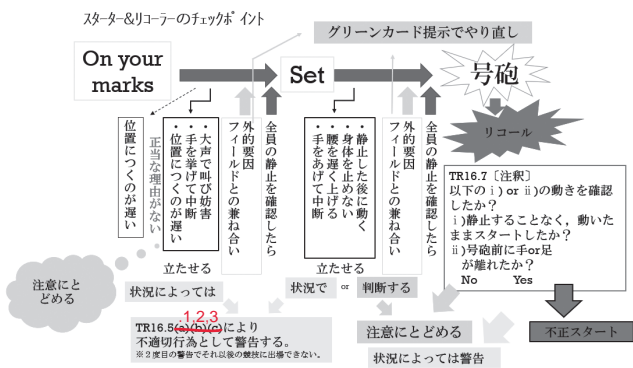 スターター&リコーラーのチェックポイント
グリーンカード提示でやり直し
On your
marks
Set
号砲
リコール
位置につくのが遅い
正当な理由がない
・大声で叫び妨害
・手を挙げて中断
・位置につくのが遅い
外的要因
フィールドとの兼ね合い
全員の静止を確認したら
・静止した後に動く
・身体を止めない
・腰を遅く上げる
・手をあげて中断
外的要因
フィールドとの兼ね合い
全員の静止を確認したら
TR16.7〔注釈〕
以下のⅰ) or ⅱ)の動きを確認
したか?
ⅰ)静止することなく,動いた
ままスタートしたか?
ⅱ)号砲前に手or足
が離れたか?
No Yes
注意にと
どめる
立たせる
立たせる
状況によっては
状況で or 判断する
.1,2,3
TR16.5(a)(b)(c)により
不適切行為として警告する。
※2度目の警告でそれ以後の競技に出場できない。
注意にとどめる
状況によっては警告
不正スタート